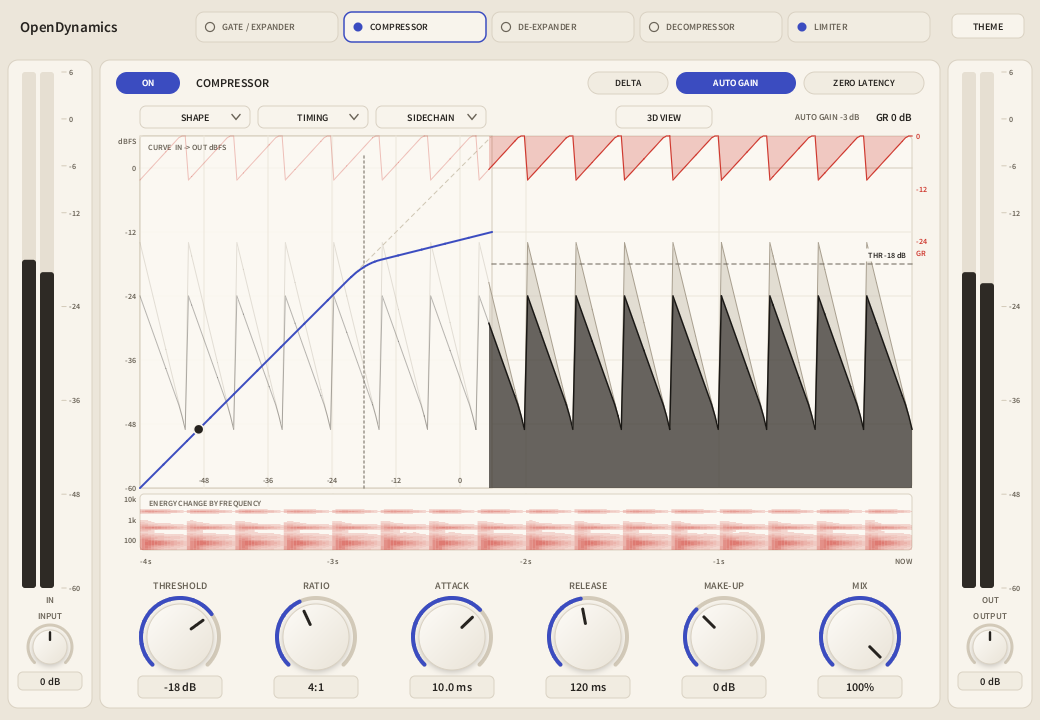 OpenDynamics
GATE / EXPANDER
COMPRESSOR
DE-EXPANDER
DECOMPRESSOR
LIMITER
THEME
ON
COMPRESSOR
DELTA
AUTO GAIN
ZERO LATENCY
SHAPE
TIMING
SIDECHAIN
3D VIEW
AUTO GAIN -3 dB
GR 0 dB
6
0
-6
-12
-24
-36
-48
-60
IN
INPUT
0 dB
dBFS
CURVE IN -> OUT dBFS
0
-12
-24
-36
-48
-60
-48
-36
-24
-12
0
THR -18 dB
0
-12
-24
GR
10k
1k
100
ENERGY CHANGE BY FREQUENCY
-4s
-3s
-2s
-1s
NOW
THRESHOLD
RATIO
ATTACK
RELEASE
MAKE-UP
MIX
-18 dB
4:1
10.0 ms
120 ms
0 dB
100%
6
0
-6
-12
-24
-36
-48
-60
OUT
OUTPUT
0 dB